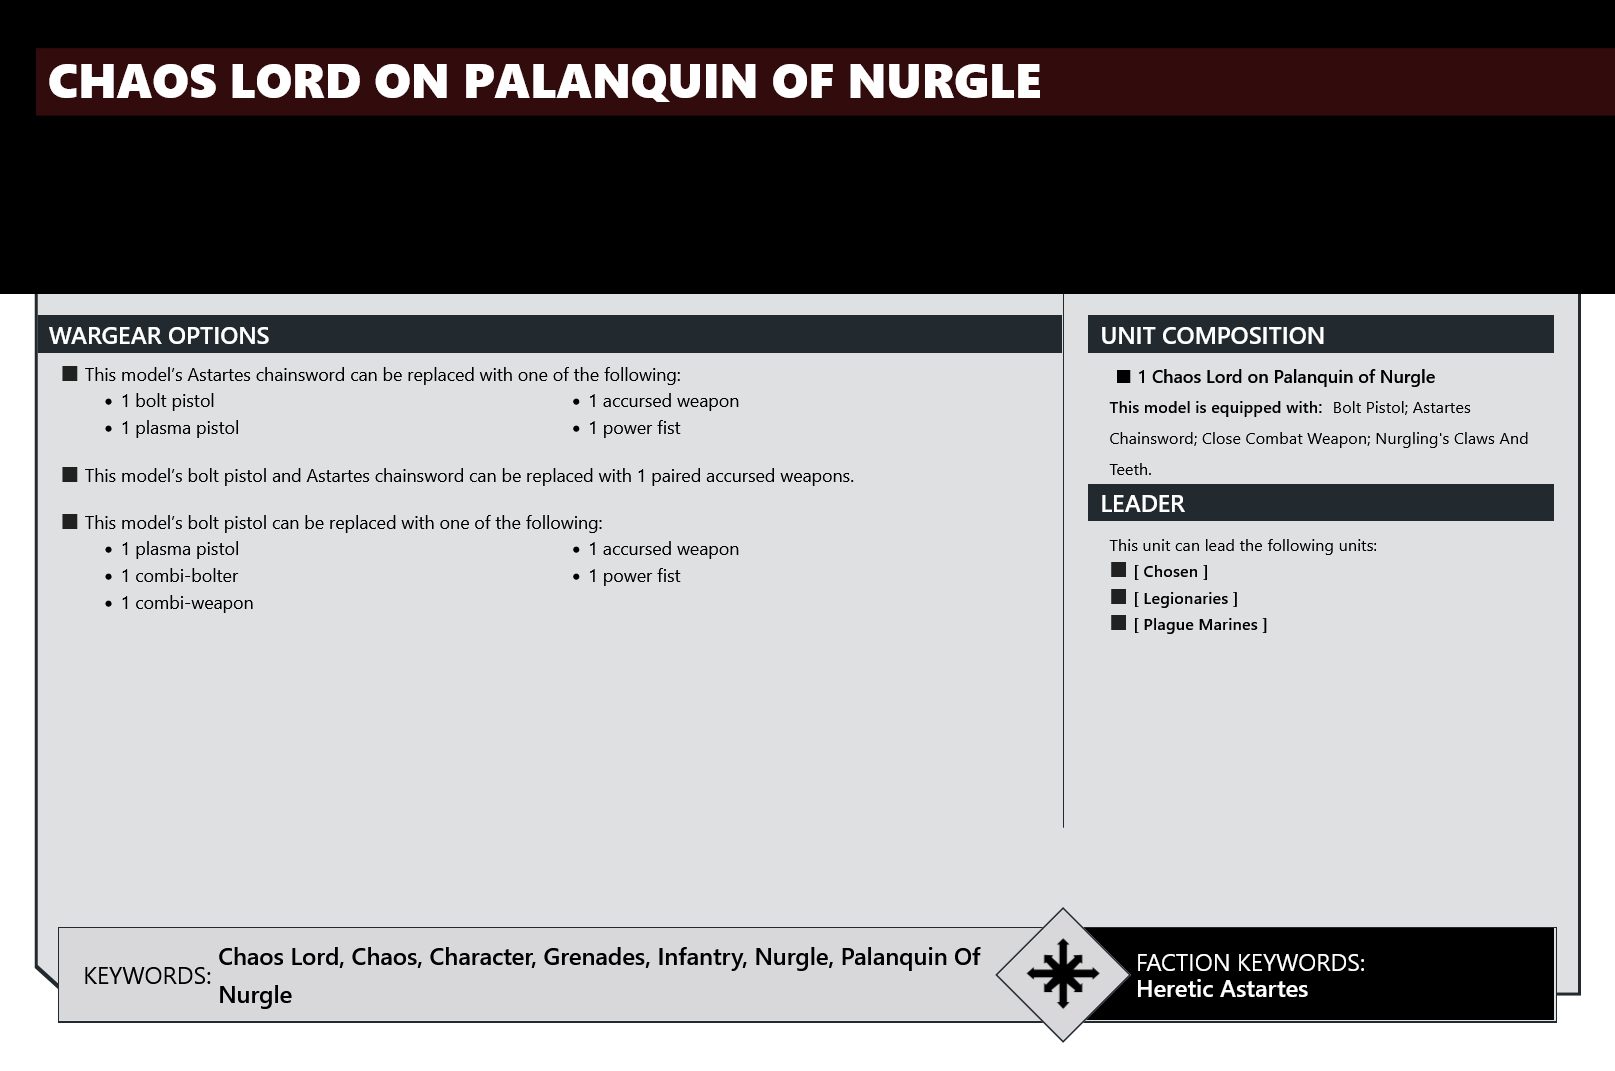 CHAOS LORD ON PALANQUIN OF NURGLE
WARGEAR OPTIONS
This model's Astartes chainsword can be replaced with one of the following:
• 1 bolt pistol
• 1 plasma pistol
• 1 accursed weapon
• 1 power fist
This model's bolt pistol and Astartes chainsword can be replaced with 1 paired accursed weapons.
This model's bolt pistol can be replaced with one of the following:
• 1 plasma pistol
• 1 combi-bolter
• 1 combi-weapon
• 1 accursed weapon
• 1 power fist
UNIT COMPOSITION
1 Chaos Lord on Palanquin of Nurgle
This model is equipped with: Bolt Pistol; Astartes
Chainsword; Close Combat Weapon; Nurgling's Claws And
Teeth.
LEADER
This unit can lead the following units:
[ Chosen ]
[ Legionaries ]
[ Plague Marines ]
KEYWORDS: Chaos Lord, Chaos, Character, Grenades, Infantry, Nurgle, Palanquin Of
Nurgle
FACTION KEYWORDS:
Heretic Astartes